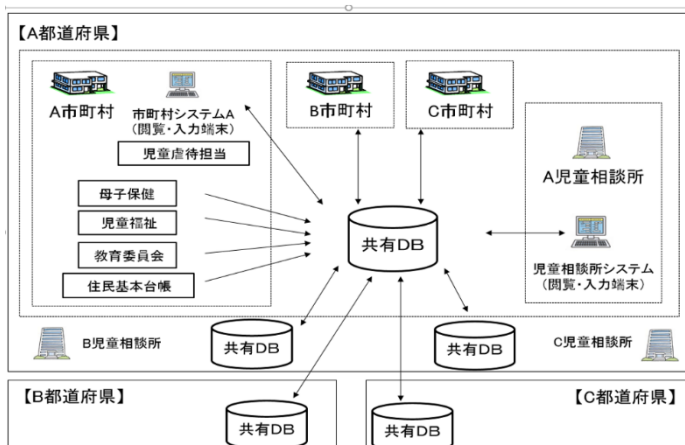 【A都道府県】
A市町村
市町村システムA
(閲覧・入力端末)
児童虐待担当
母子保健
児童福祉
教育委員会
住民基本台帳
B市町村
C市町村
共有DB
A児童相談所
児童相談所システム
(閲覧・入力端末)
B児童相談所
共有DB
共有DB
C児童相談所
【B都道府県】
共有DB
【C都道府県】
共有DB